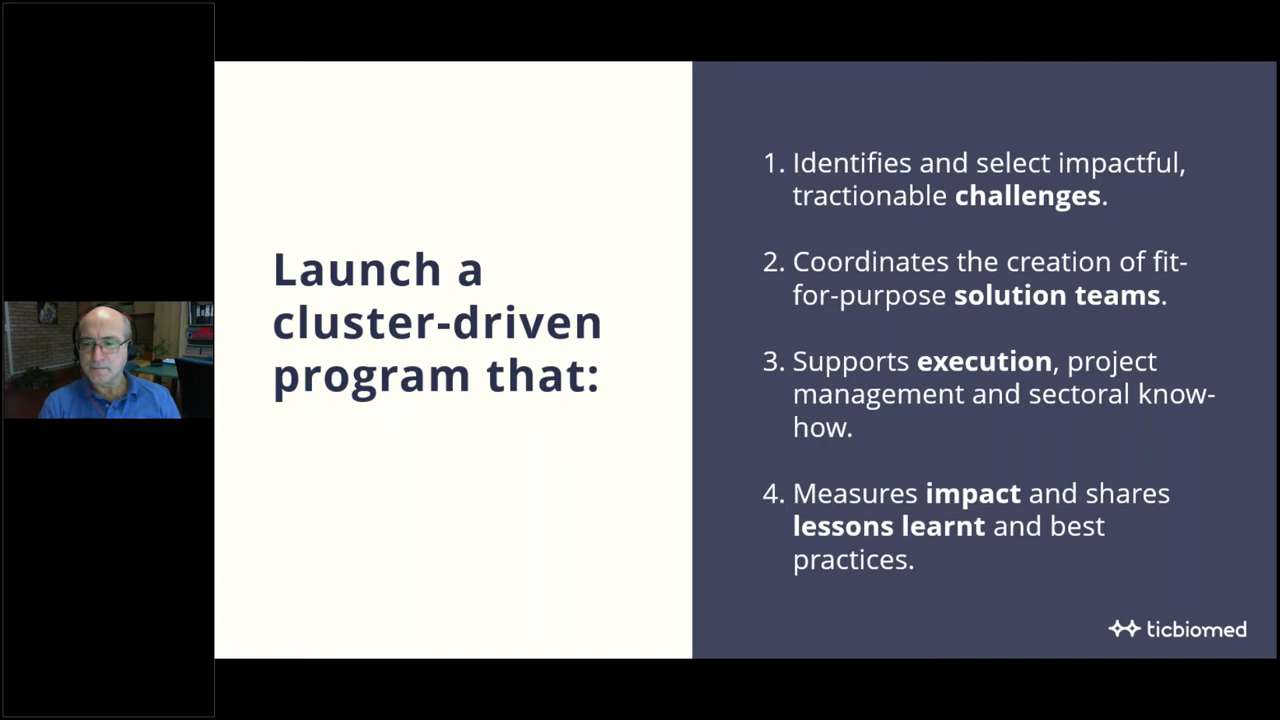 Launch a
cluster-driven
program that:
1. Identifies and select impactful,
tractionable challenges.
2. Coordinates the creation of fit-
for-purpose solution teams.
3. Supports execution, project
management and sectoral know-
how.
4. Measures impact and shares
lessons learnt and best
practices.
ticbiomed